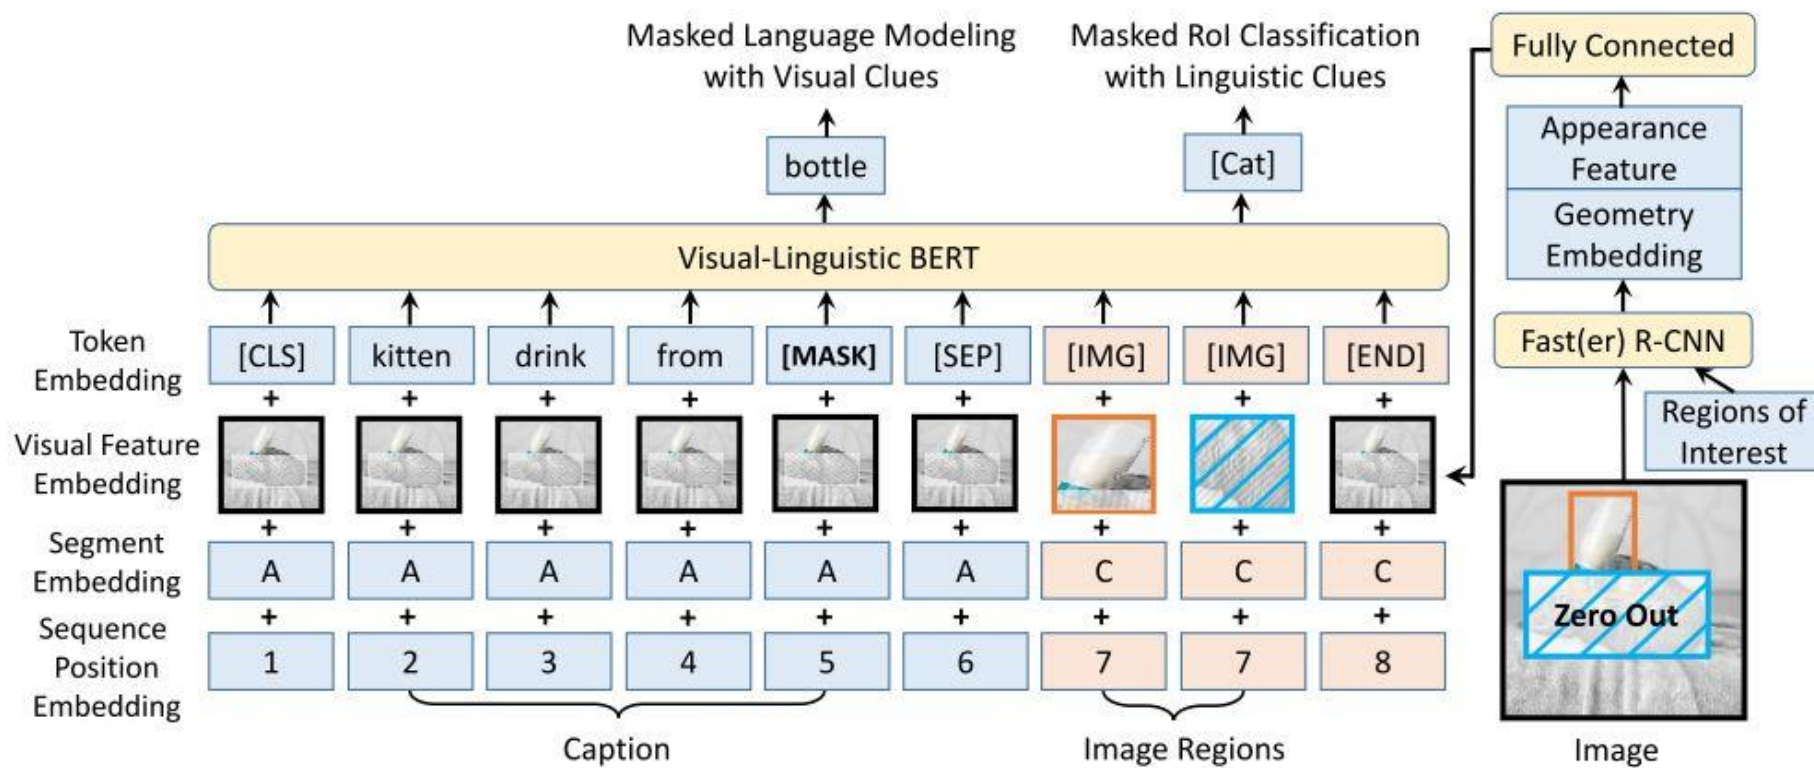 Masked Language Modeling
with Visual Clues
Masked RoI Classification
with Linguistic Clues
Fully Connected
Appearance
Feature
Geometry
Embedding
bottle
[Cat]
Visual-Linguistic BERT
Fast(er) R-CNN
Regions of
Interest
Token
Embedding
[CLS] kitten drink from [MASK] [SEP] [IMG] [IMG] [END]
+ + + + + + + + +
Visual Feature
Embedding
+ + + + + + + + +
Segment
Embedding
A A A A A A C C C
+ + + + + + + + +
Sequence
Position
Embedding
1 2 3 4 5 6 7 7 8
Zero Out
Caption
Image Regions
Image